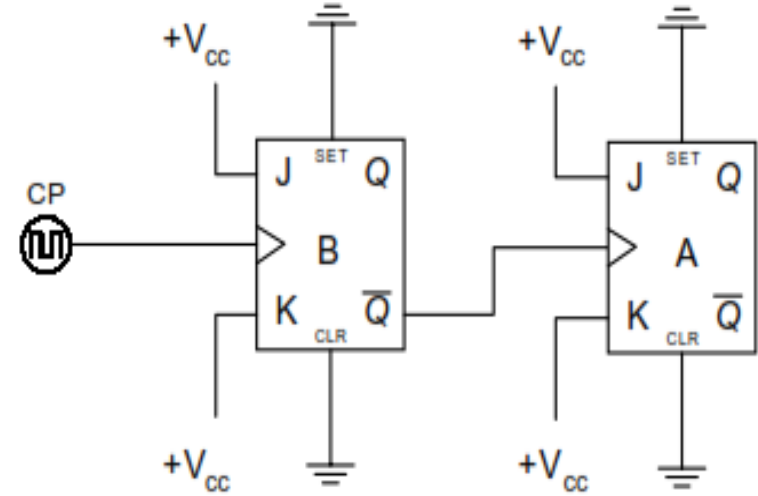 +Vcc +Vcc
SET SET
J Q J Q
CP
B A
K Q̅ K Q̅
CLR CLR
+Vcc +Vcc